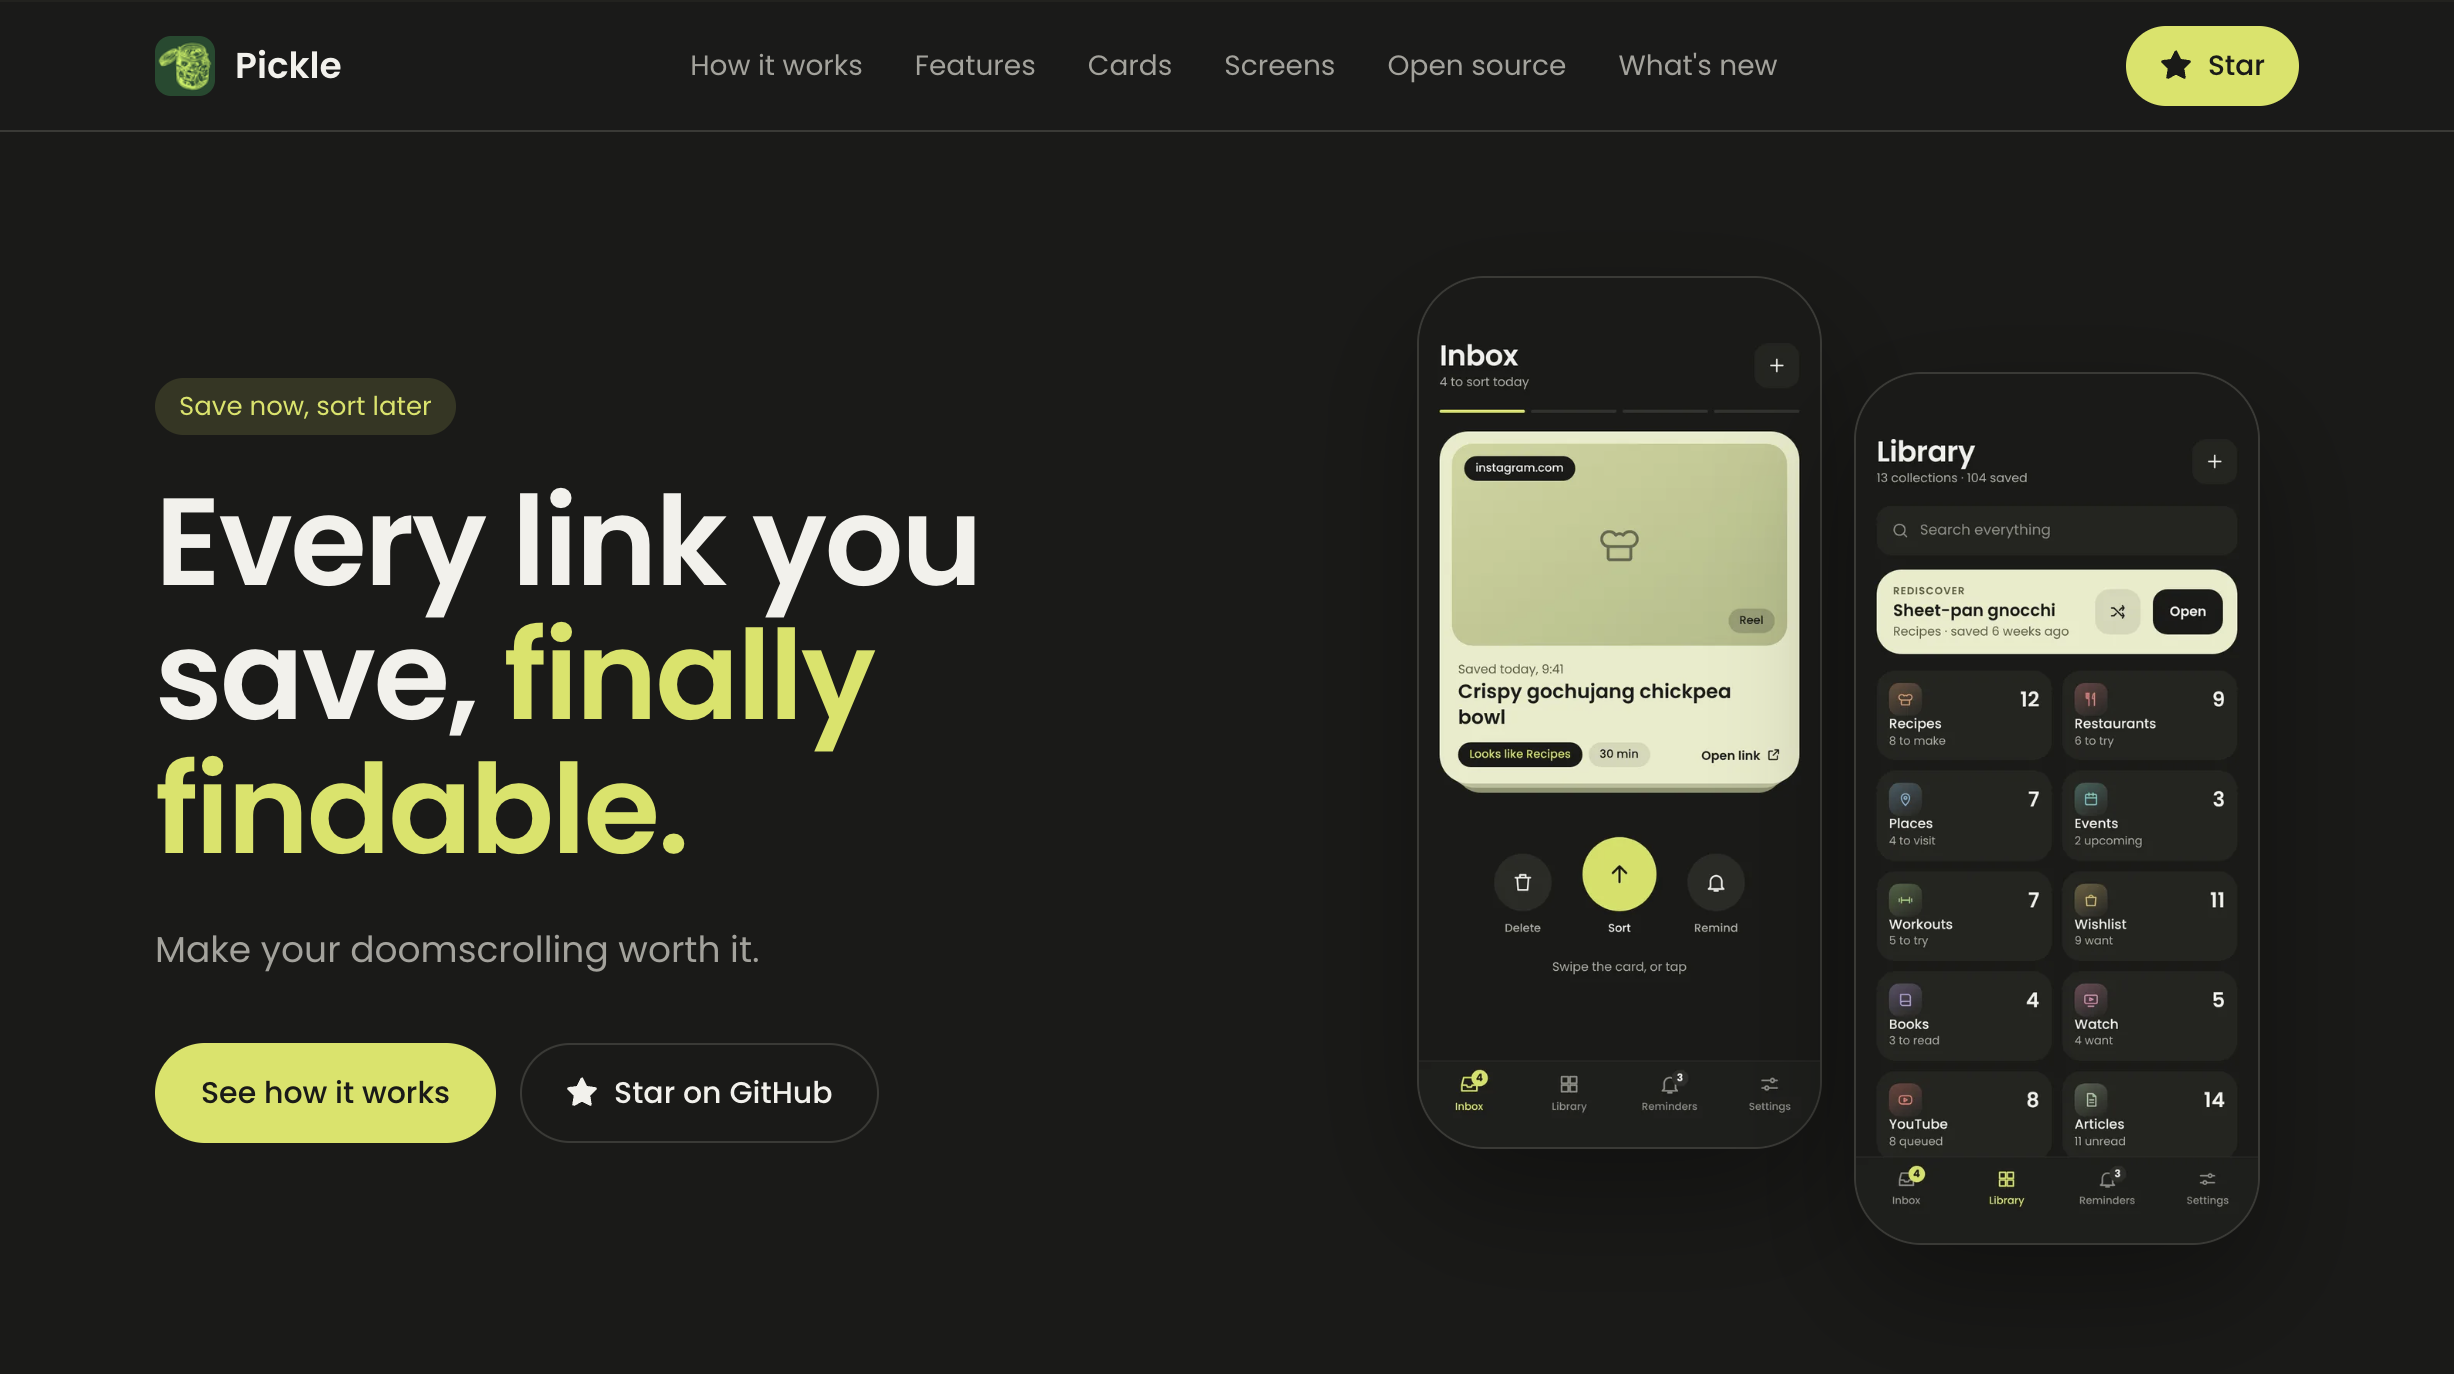 Pickle
How it works
Features
Cards
Screens
Open source
What's new
Star
Save now, sort later
Every link you
save, finally
findable.
Make your doomscrolling worth it.
See how it works
Star on GitHub
Inbox
4 to sort today
instagram.com
Reel
Saved today, 9:41
Crispy gochujang chickpea
bowl
Looks like Recipes
30 min
Open link
Delete
Sort
Remind
Swipe the card, or tap
4
3
Inbox
Library
Reminders
Settings
Library
13 collections · 104 saved
Search everything
REDISCOVER
Sheet-pan gnocchi
Recipes · saved 6 weeks ago
Open
12
Recipes
8 to make
9
Restaurants
6 to try
7
Places
4 to visit
3
Events
2 upcoming
7
Workouts
5 to try
11
Wishlist
9 want
4
Books
3 to read
5
Watch
4 want
8
YouTube
8 queued
14
Articles
11 unread
4
3
Inbox
Library
Reminders
Settings